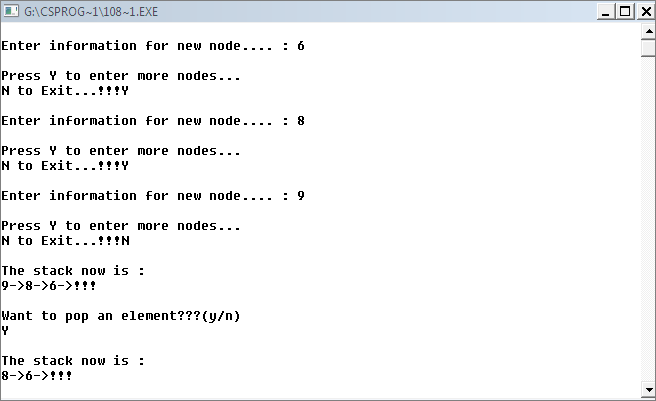 G:\CSPROG~1\108~1.EXE
Enter information for new node.... : 6
Press Y to enter more nodes...
N to Exit...!!!Y
Enter information for new node.... : 8
Press Y to enter more nodes...
N to Exit...!!!Y
Enter information for new node.... : 9
Press Y to enter more nodes...
N to Exit...!!!N
The stack now is :
9->8->6->!!!
Want to pop an element???(y/n)
Y
The stack now is :
8->6->!!!